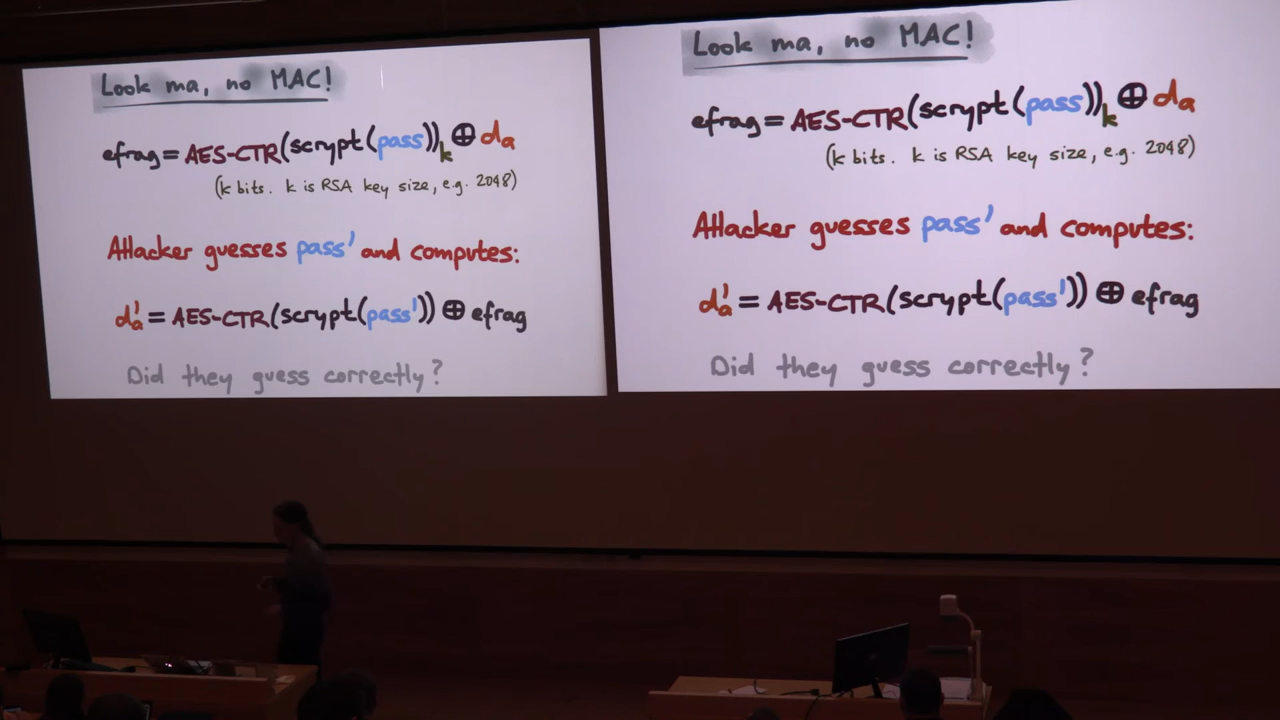 Look ma, no MAC!
efrag = AES-CTR(scrypt(pass))k ⊕ da
(k bits. k is RSA key size, e.g. 2048)
Attacker guesses pass' and computes:
da' = AES-CTR(scrypt(pass')) ⊕ efrag
Did they guess correctly?
Look ma, no MAC!
efrag = AES-CTR(scrypt(pass))k ⊕ da
(k bits. k is RSA key size, e.g. 2048)
Attacker guesses pass' and computes:
da' = AES-CTR(scrypt(pass')) ⊕ efrag
Did they guess correctly?